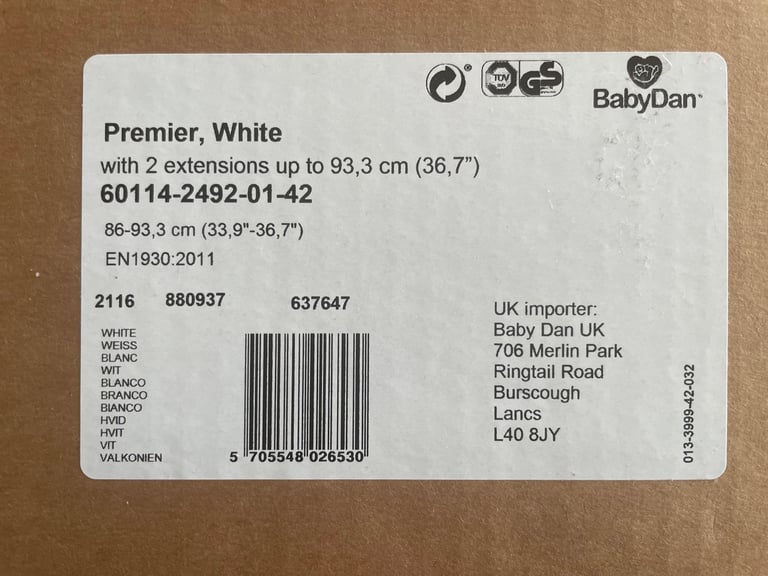 TÜV
GS
BabyDan
Premier, White
with 2 extensions up to 93,3 cm (36,7”)
60114-2492-01-42
86-93,3 cm (33,9"-36,7")
EN1930:2011
2116 880937 637647
WHITE
WEISS
BLANC
WIT
BLANCO
BRANCO
BIANCO
HVID
HVIT
VIT
VALKONIEN
5 705548 026530
UK importer:
Baby Dan UK
706 Merlin Park
Ringtail Road
Burscough
Lancs
L40 8JY
013-3999-42-032